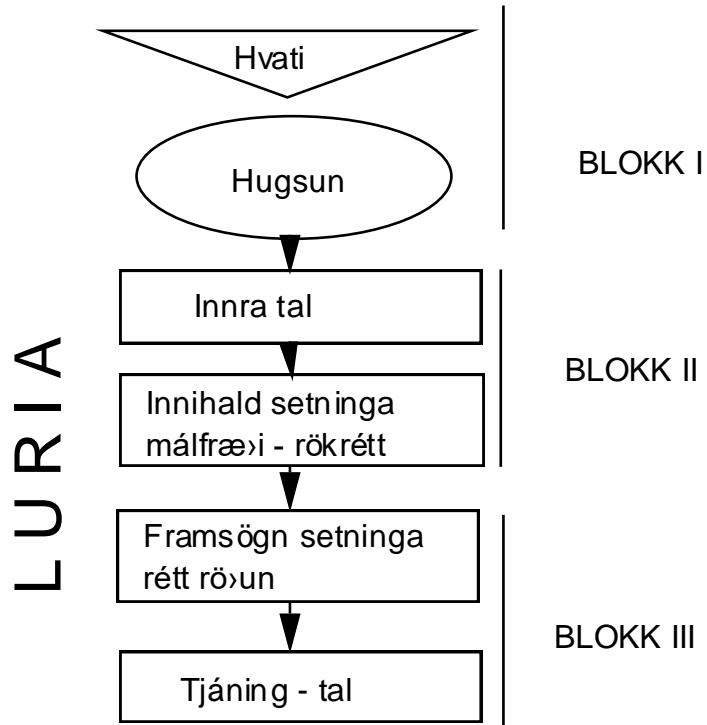 Hvati
Hugsun
BLOKK I
Innra tal
Innihald setninga
málfræ›i - rökrétt
BLOKK II
Framsögn setninga
rétt rö›un
Tjáning - tal
BLOKK III
LURIA